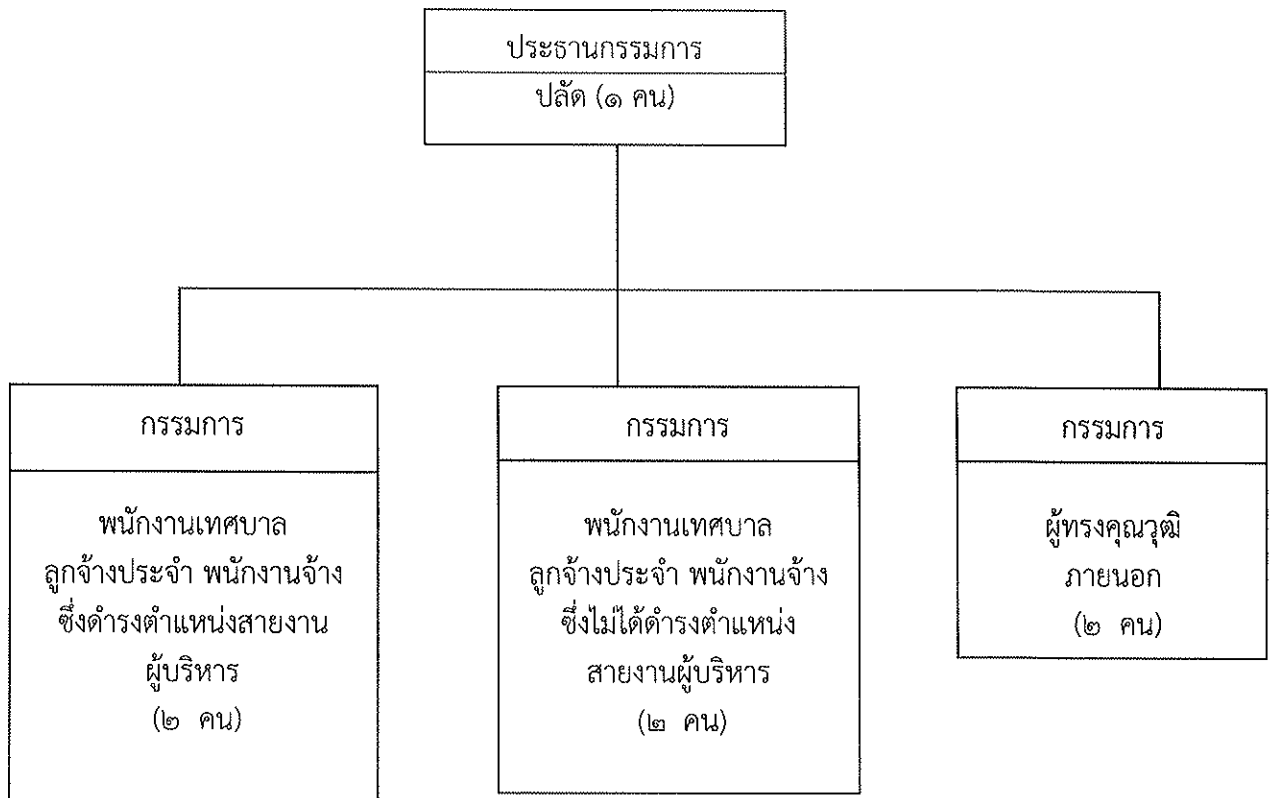 ประธานกรรมการ
ปลัด (๑ คน)
กรรมการ
พนักงานเทศบาล
ลูกจ้างประจำ พนักงานจ้าง
ซึ่งดำรงตำแหน่งสายงาน
ผู้บริหาร
(๒ คน)
กรรมการ
พนักงานเทศบาล
ลูกจ้างประจำ พนักงานจ้าง
ซึ่งไม่ได้ดำรงตำแหน่ง
สายงานผู้บริหาร
(๒ คน)
กรรมการ
ผู้ทรงคุณวุฒิ
ภายนอก
(๒ คน)